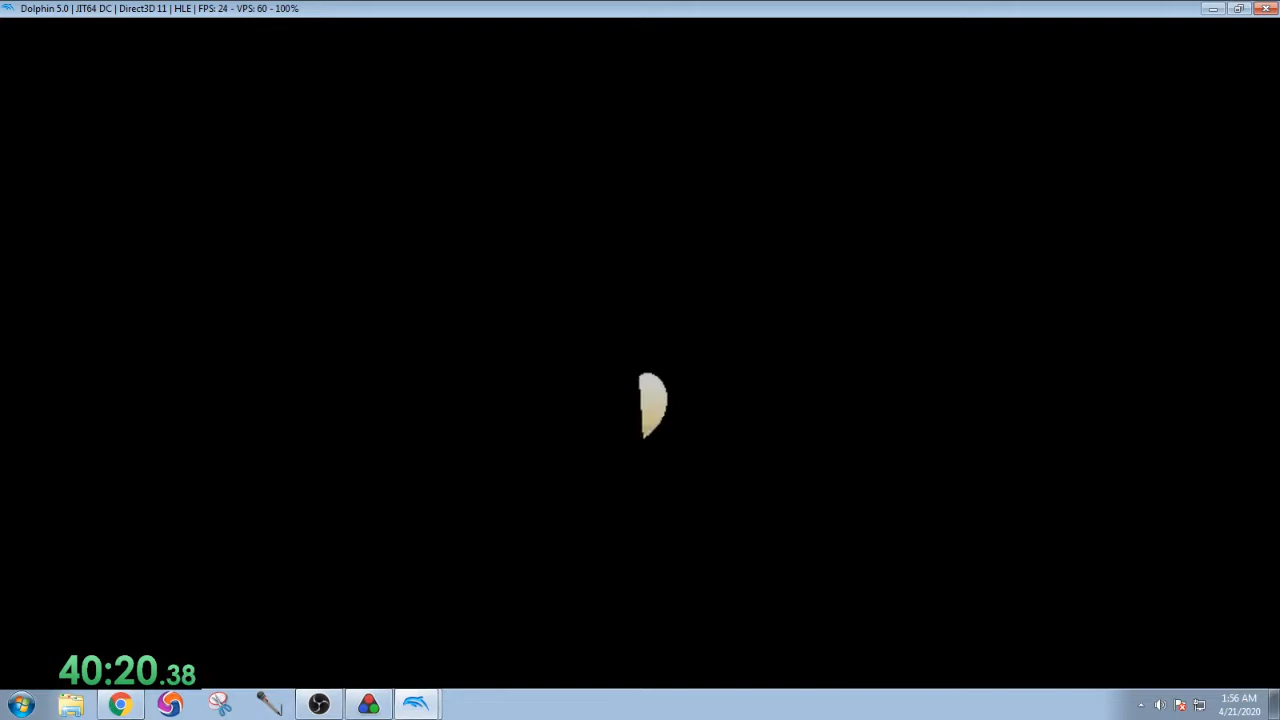 Dolphin 5.0 | JIT64 DC | Direct3D 11 | HLE | FPS: 24 - VPS: 60 - 100%
40:20.38
1:56 AM
4/21/2020